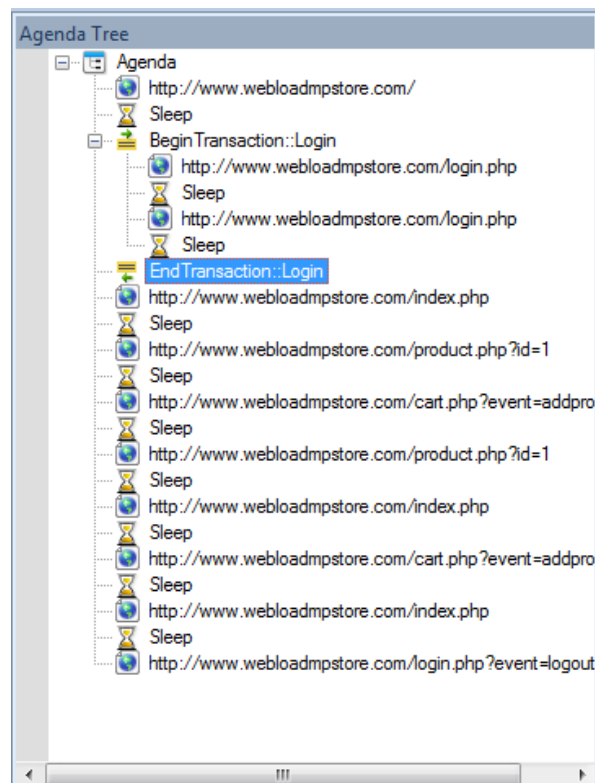 Agenda Tree
Agenda
http://www.webloadmpstore.com/
Sleep
BeginTransaction::Login
http://www.webloadmpstore.com/login.php
Sleep
http://www.webloadmpstore.com/login.php
Sleep
EndTransaction::Login
http://www.webloadmpstore.com/index.php
Sleep
http://www.webloadmpstore.com/product.php?id=1
Sleep
http://www.webloadmpstore.com/cart.php?event=addpro
Sleep
http://www.webloadmpstore.com/product.php?id=1
Sleep
http://www.webloadmpstore.com/index.php
Sleep
http://www.webloadmpstore.com/cart.php?event=addpro
Sleep
http://www.webloadmpstore.com/index.php
Sleep
http://www.webloadmpstore.com/login.php?event=logout